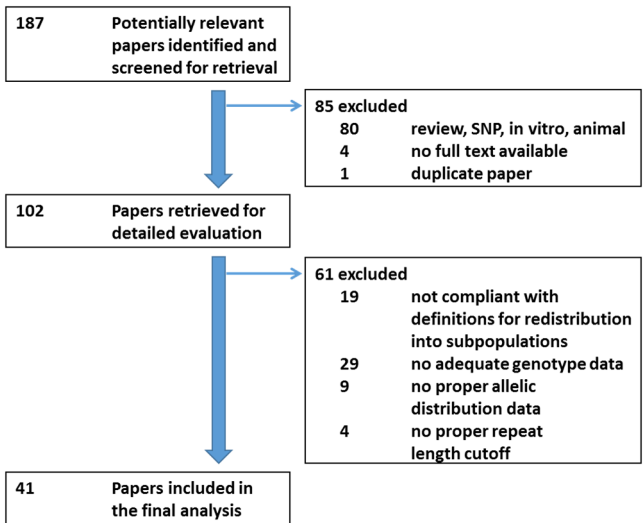 187 Potentially relevant
papers identified and
screened for retrieval
85 excluded
80 review, SNP, in vitro, animal
4 no full text available
1 duplicate paper
102 Papers retrieved for
detailed evaluation
61 excluded
19 not compliant with
definitions for redistribution
into subpopulations
29 no adequate genotype data
9 no proper allelic
distribution data
4 no proper repeat
length cutoff
41 Papers included in
the final analysis